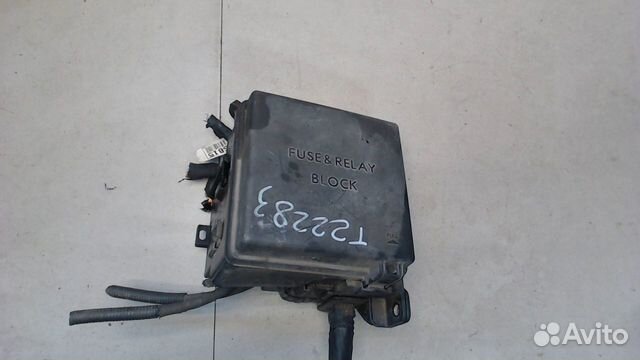 FUSE & RELAY
BLOCK
T22283
Avito